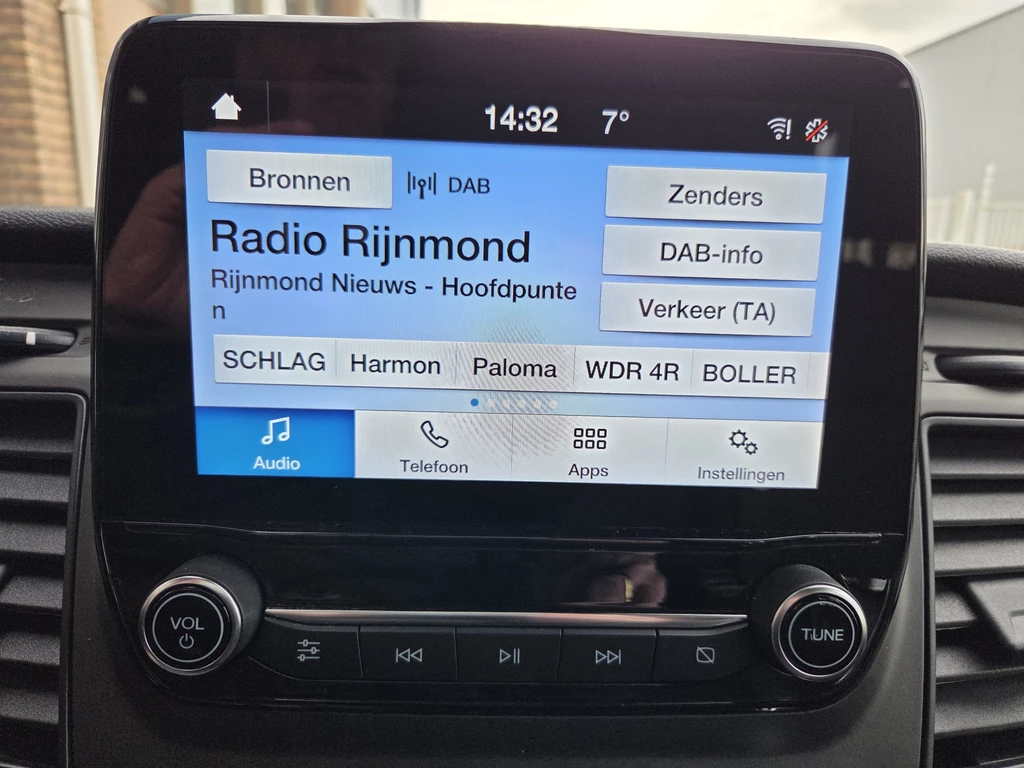 14:32 7°
Bronnen DAB Zenders
Radio Rijnmond
DAB-info
Rijnmond Nieuws - Hoofdpunte
n
Verkeer (TA)
SCHLAG Harmon Paloma WDR 4R BOLLER
Audio Telefoon Apps Instellingen
VOL TUNE